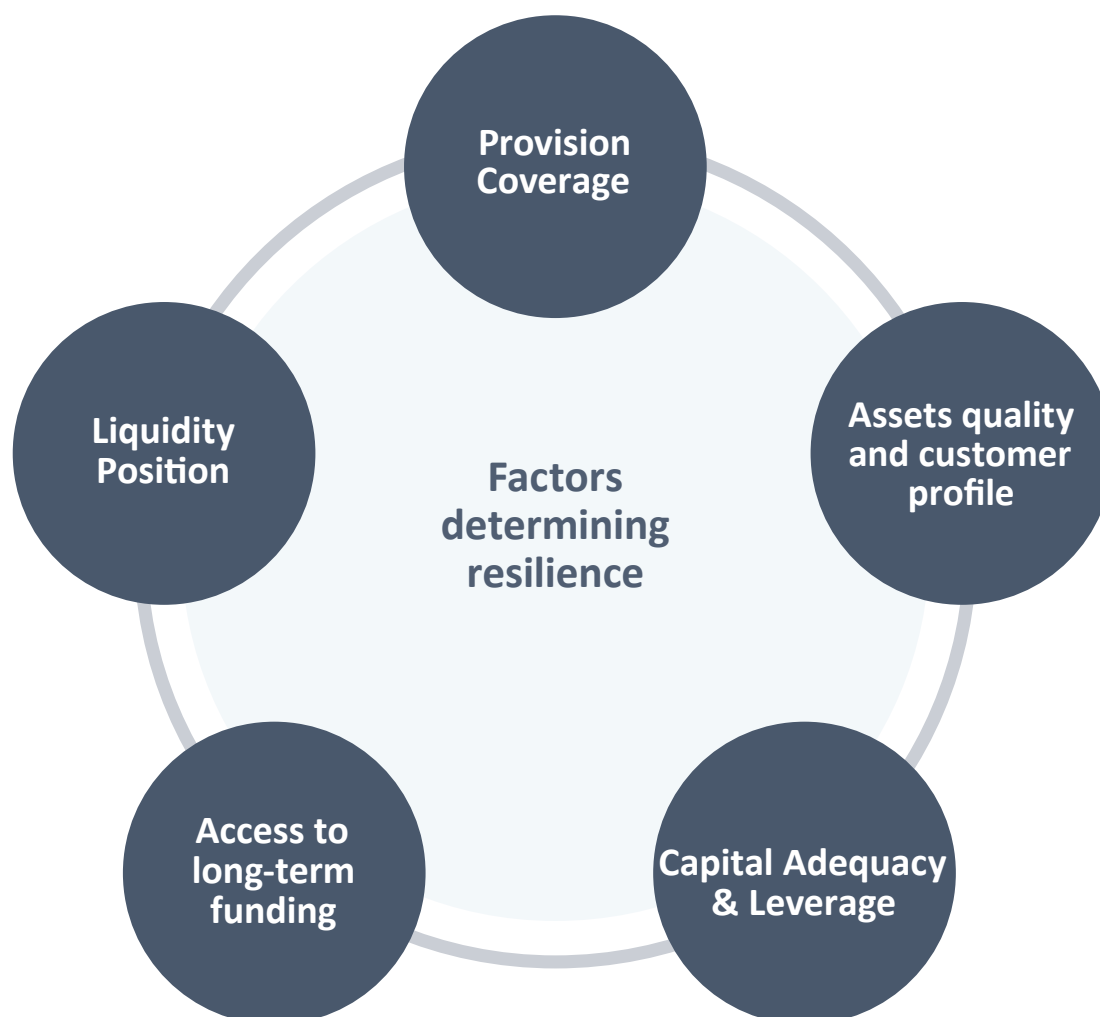 Provision
Coverage
Assets quality
and customer
profile
Capital Adequacy
& Leverage
Access to
long-term
funding
Liquidity
Position
Factors
determining
resilience